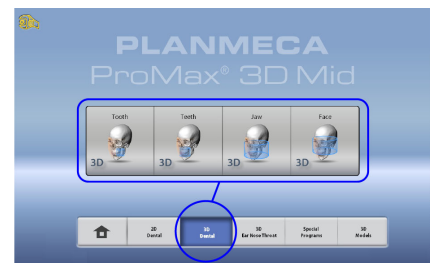 PLANMECA
ProMax® 3D Mid
Tooth Teeth Jaw Face
3D 3D 3D 3D
2D 3D 3D Special 3D
Dental Dental Ear Nose Throat Programs Models